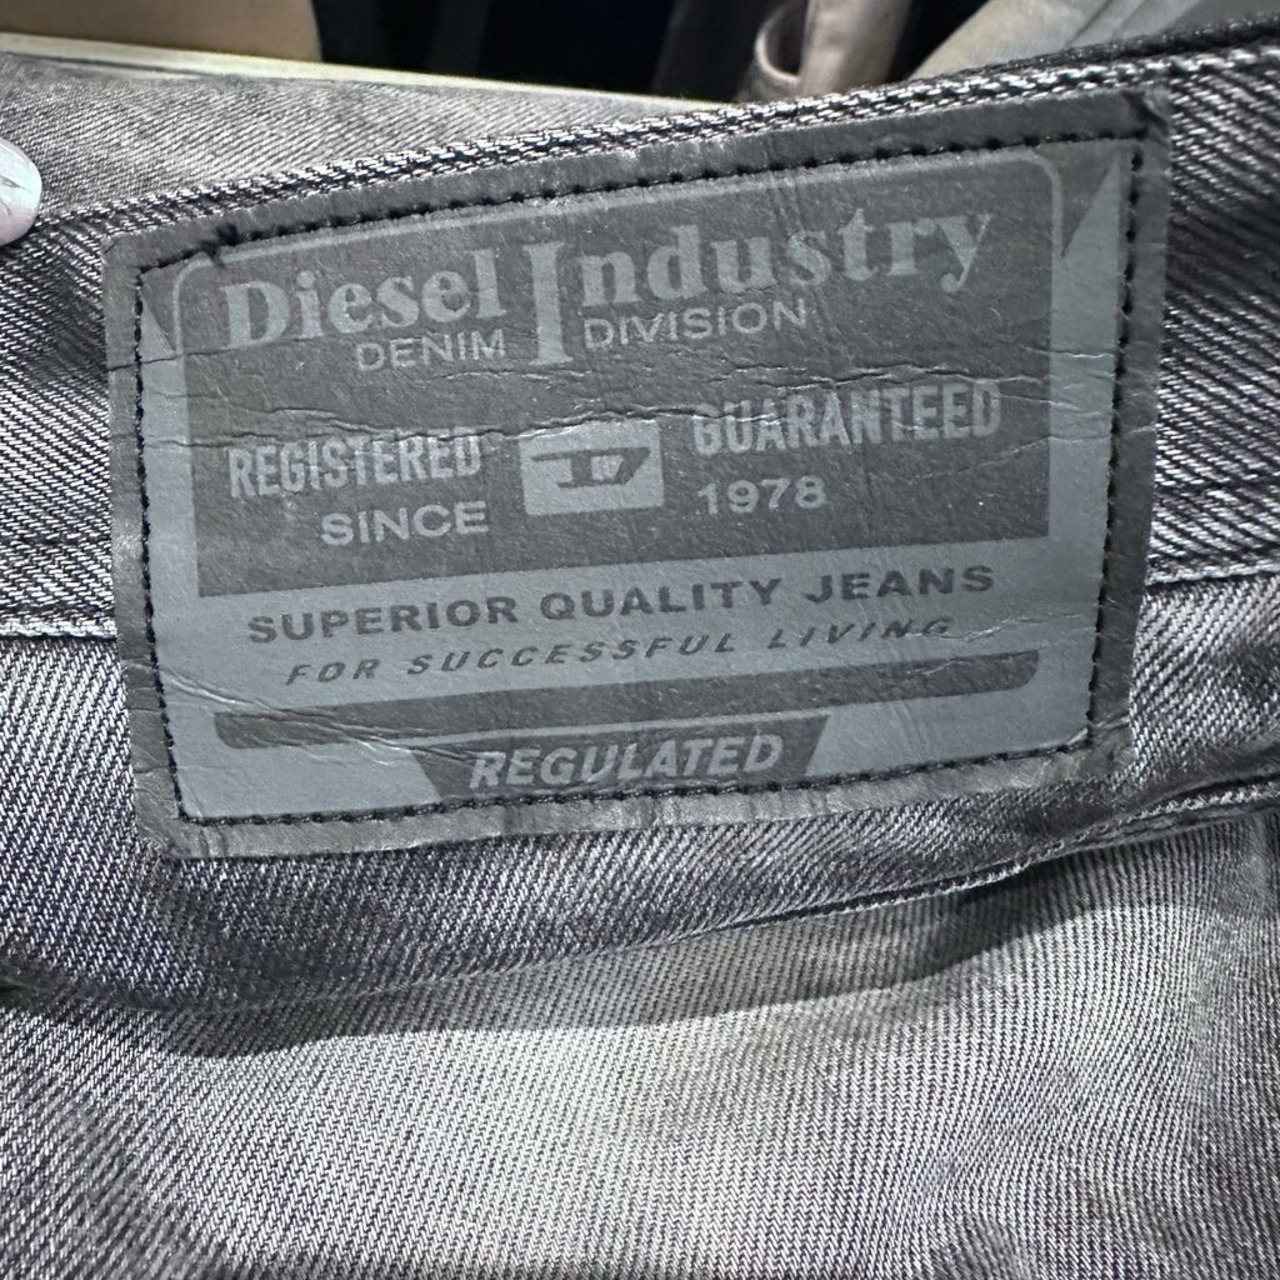 Diesel Industry
DENIM DIVISION
REGISTERED D GUARANTEED
SINCE 1978
SUPERIOR QUALITY JEANS
FOR SUCCESSFUL LIVING
REGULATED